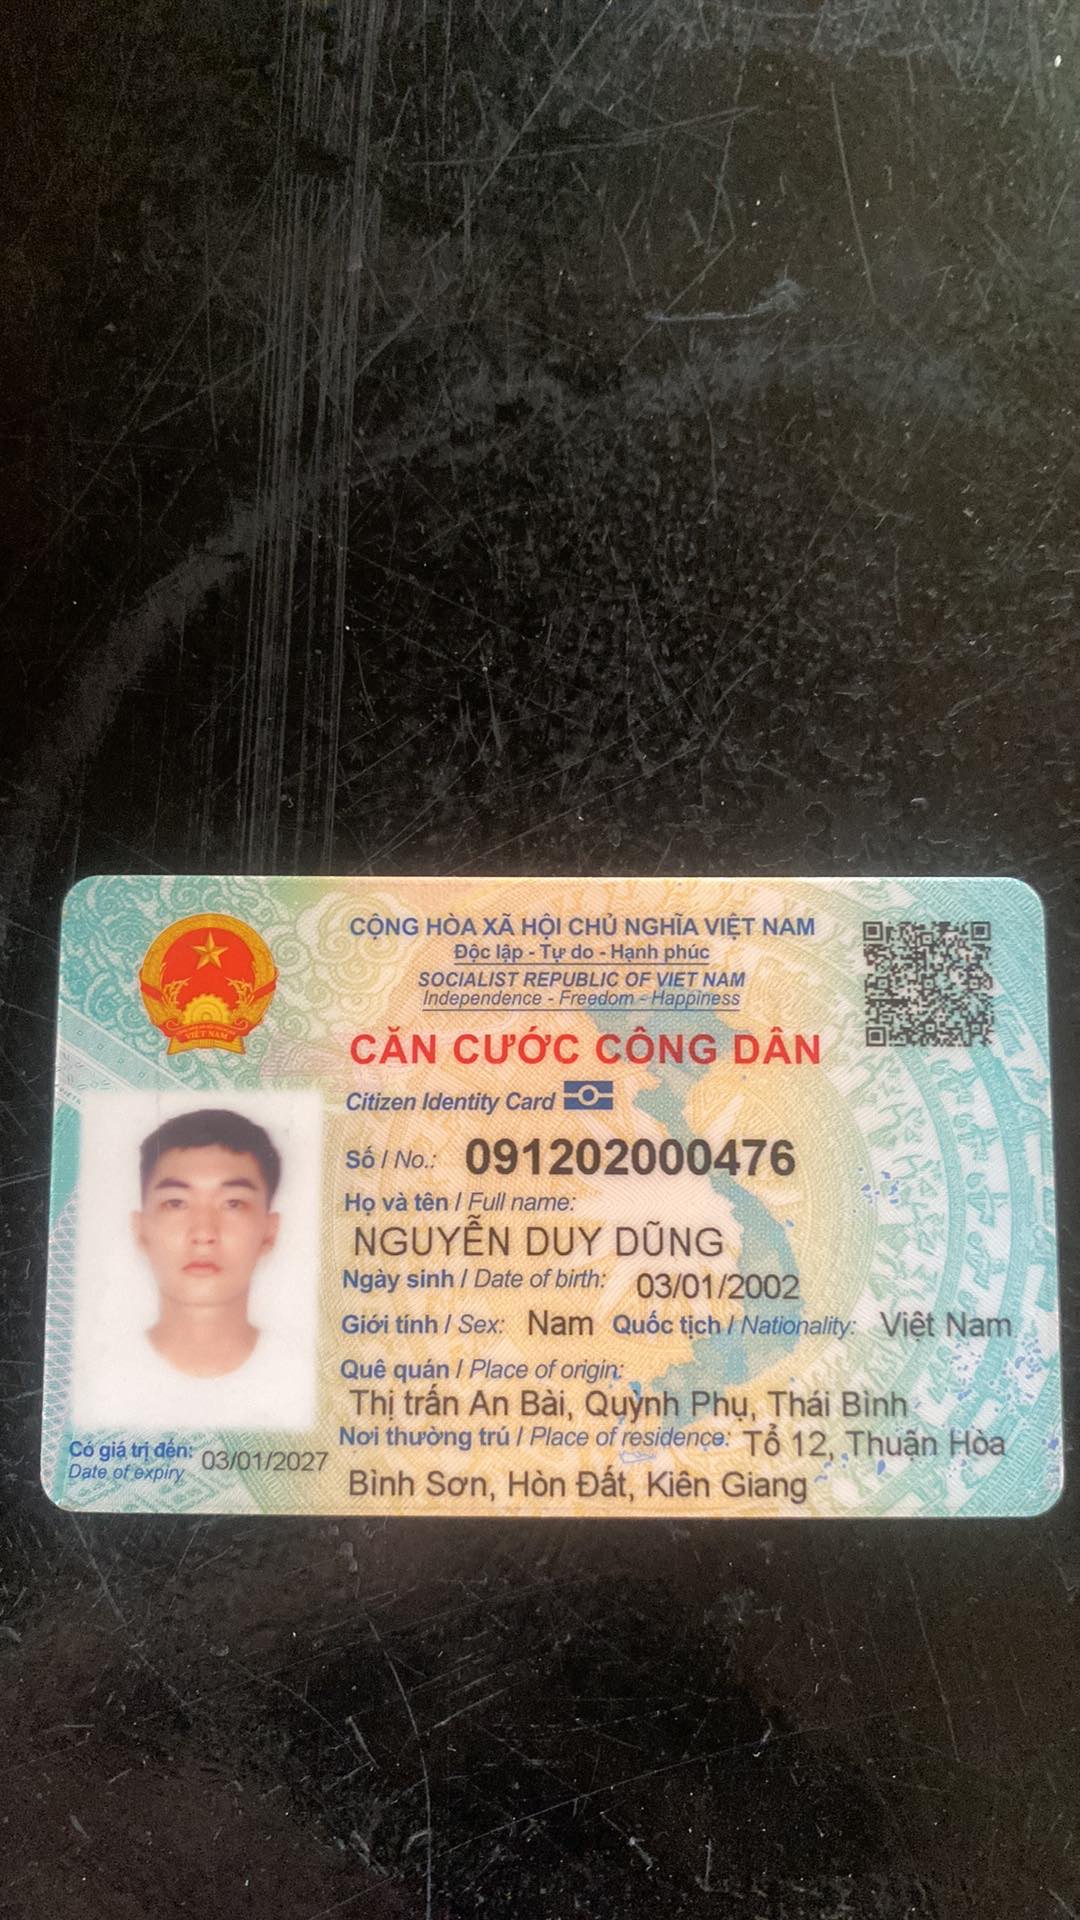 CỘNG HÒA XÃ HỘI CHỦ NGHĨA VIỆT NAM
Độc lập - Tự do - Hạnh phúc
SOCIALIST REPUBLIC OF VIET NAM
Independence - Freedom - Happiness
CĂN CƯỚC CÔNG DÂN
Citizen Identity Card
VIỆT NAM
Số / No.: 091202000476
Họ và tên / Full name:
NGUYỄN DUY DŨNG
Ngày sinh / Date of birth: 03/01/2002
Giới tính / Sex: Nam Quốc tịch / Nationality: Việt Nam
Quê quán / Place of origin:
Thị trấn An Bài, Quỳnh Phụ, Thái Bình
Nơi thường trú / Place of residence: Tổ 12, Thuận Hòa
Bình Sơn, Hòn Đất, Kiên Giang
Có giá trị đến: 03/01/2027
Date of expiry